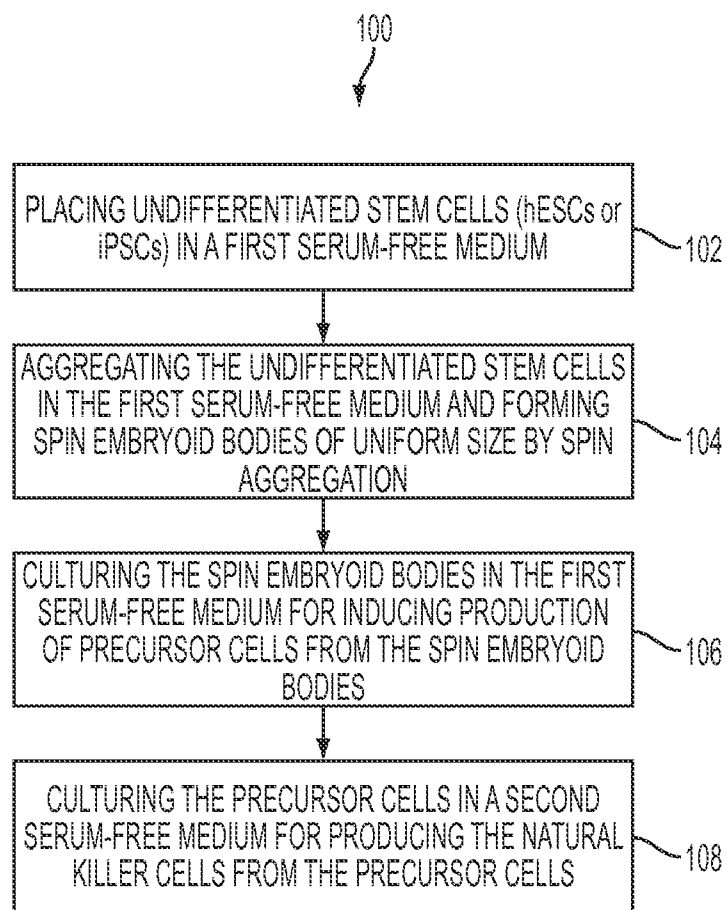 100
PLACING UNDIFFERENTIATED STEM CELLS (hESCs or
iPSCs) IN A FIRST SERUM-FREE MEDIUM
102
AGGREGATING THE UNDIFFERENTIATED STEM CELLS
IN THE FIRST SERUM-FREE MEDIUM AND FORMING
SPIN EMBRYOID BODIES OF UNIFORM SIZE BY SPIN
AGGREGATION
104
CULTURING THE SPIN EMBRYOID BODIES IN THE FIRST
SERUM-FREE MEDIUM FOR INDUCING PRODUCTION
OF PRECURSOR CELLS FROM THE SPIN EMBRYOID
BODIES
106
CULTURING THE PRECURSOR CELLS IN A SECOND
SERUM-FREE MEDIUM FOR PRODUCING THE NATURAL
KILLER CELLS FROM THE PRECURSOR CELLS
108